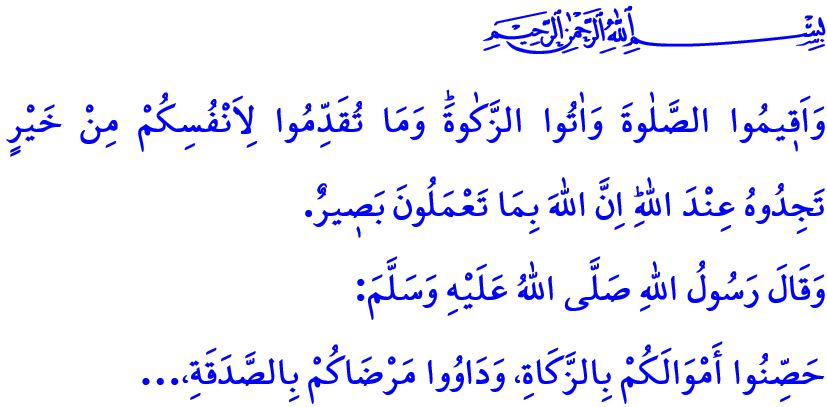 بِسْمِ اللهِ الرَّحْمٰنِ الرَّحِيمِ
وَاَقٖيمُوا الصَّلٰوةَ وَاٰتُوا الزَّكٰوةَؕ وَمَا تُقَدِّمُوا لِاَنْفُسِكُمْ مِنْ خَيْرٍ
تَجِدُوهُ عِنْدَ اللّٰهِؕ اِنَّ اللّٰهَ بِمَا تَعْمَلُونَ بَصٖيرٌ.
وَقَالَ رَسُولُ اللّٰهِ صَلَّى اللّٰهُ عَلَيْهِ وَسَلَّمَ:
حَصِّنُوا أَمْوَالَكُمْ بِالزَّكَاةِ، وَدَاوُوا مَرْضَاكُمْ بِالصَّدَقَةِ،...